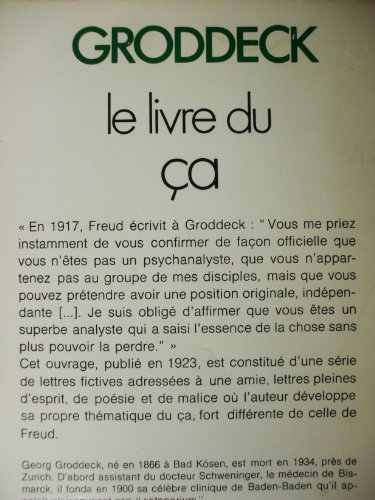 GRODDECK
le livre du
ça
« En 1917, Freud écrivit à Groddeck : “Vous me priez
instamment de vous confirmer de façon officielle que
vous n'êtes pas un psychanalyste, que vous n'appar-
tenez pas au groupe de mes disciples, mais que vous
pouvez prétendre avoir une position originale, indépen-
dante [...]. Je suis obligé d'affirmer que vous êtes un
superbe analyste qui a saisi l'essence de la chose sans
plus pouvoir la perdre.” »
Cet ouvrage, publié en 1923, est constitué d'une série
de lettres fictives adressées à une amie, lettres pleines
d'esprit, de poésie et de malice où l'auteur développe
sa propre thématique du ça, fort différente de celle de
Freud.
Georg Groddeck, né en 1866 à Bad Kösen, est mort en 1934, près de
Zurich. D'abord assistant du docteur Schweninger, le médecin de Bis-
marck, il fonda en 1900 sa célèbre clinique de Baden-Baden qu'il ap-